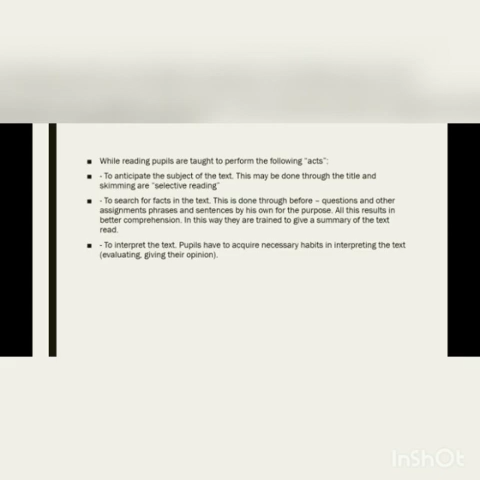 ■ While reading pupils are taught to perform the following "acts":
■ - To anticipate the subject of the text. This may be done through the title and
skimming are "selective reading"
■ - To search for facts in the text. This is done through before – questions and other
assignments phrases and sentences by his own for the purpose. All this results in
better comprehension. In this way they are trained to give a summary of the text
read.
■ - To interpret the text. Pupils have to acquire necessary habits in interpreting the text
(evaluating, giving their opinion).
InShOt